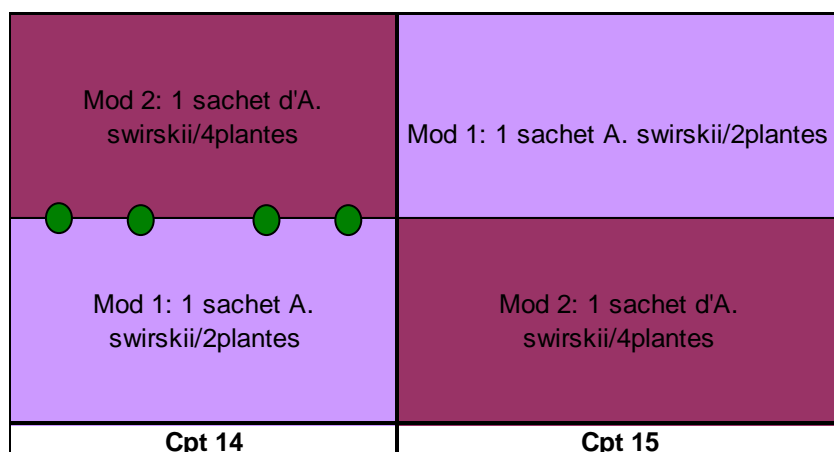 Mod 2: 1 sachet d'A.
swirskii/4plantes
Mod 1: 1 sachet A. swirskii/2plantes
Mod 1: 1 sachet A.
swirskii/2plantes
Mod 2: 1 sachet d'A.
swirskii/4plantes
Cpt 14
Cpt 15